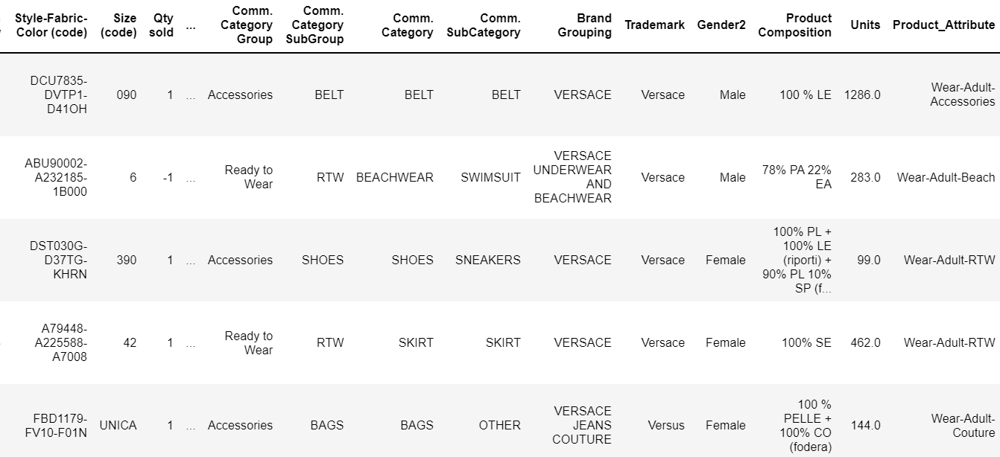 Style-Fabric-Color (code) Size (code) Qty sold ... Comm. Category Group Comm. Category SubGroup Comm. Category Comm. SubCategory Brand Grouping Trademark Gender2 Product Composition Units Product_Attribute
DCU7835-DVTP1-D41OH 090 1 ... Accessories BELT BELT BELT VERSACE Versace Male 100 % LE 1286.0 Wear-Adult-Accessories
ABU90002-A232185-1B000 6 -1 ... Ready to Wear RTW BEACHWEAR SWIMSUIT VERSACE UNDERWEAR AND BEACHWEAR Versace Male 78% PA 22% EA 283.0 Wear-Adult-Beach
DST030G-D37TG-KHRN 390 1 ... Accessories SHOES SHOES SNEAKERS VERSACE Versace Female 100% PL + 100% LE (riporti) + 90% PL 10% SP (f... 99.0 Wear-Adult-RTW
A79448-A225588-A7008 42 1 ... Ready to Wear RTW SKIRT SKIRT VERSACE Versace Female 100% SE 462.0 Wear-Adult-RTW
FBD1179-FV10-F01N UNICA 1 ... Accessories BAGS BAGS OTHER VERSACE JEANS COUTURE Versus Female 100 % PELLE + 100% CO (fodera) 144.0 Wear-Adult-Couture